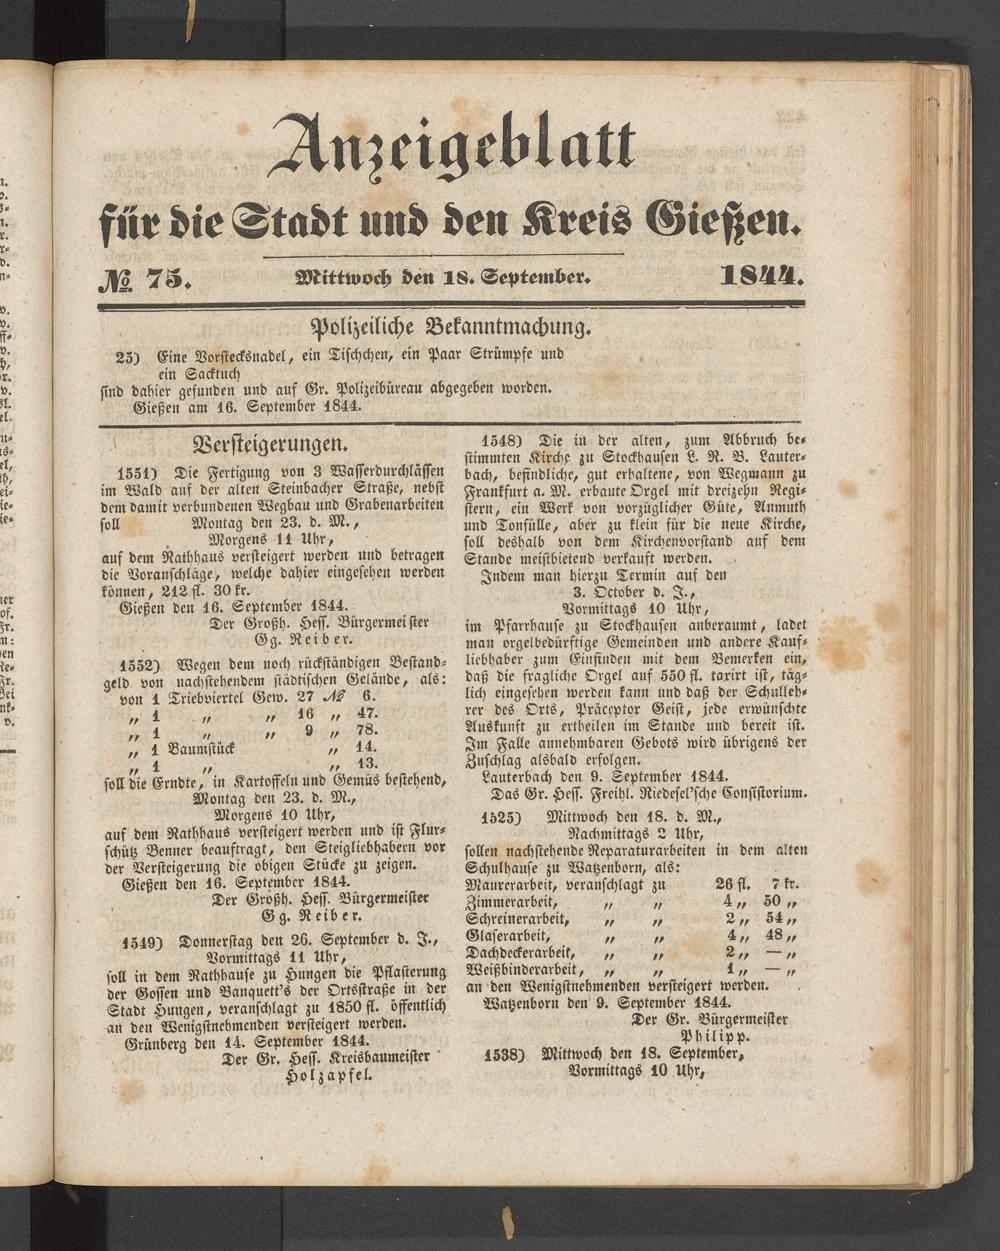 Anzeigeblatt
für die Stadt und den Kreis Gießen.
№ 75. Mittwoch den 18. September. 1844.
Polizeiliche Bekanntmachung.
25) Eine Vorstecksnadel, ein Tischchen, ein Paar Strümpfe und
ein Sacktuch
sind dahier gefunden und auf Gr. Polizeibüreau abgegeben worden.
Gießen am 16. September 1844.
Versteigerungen.
1551) Die Fertigung von 3 Wasserdurchlässen
im Wald auf der alten Steinbacher Straße, nebst
dem damit verbundenen Wegbau und Grabenarbeiten
soll Montag den 23. d. M.,
Morgens 11 Uhr,
auf dem Rathhaus versteigert werden und betragen
die Voranschläge, welche dahier eingesehen werden
können, 212 fl. 30 kr.
Gießen den 16. September 1844.
Der Großh. Hess. Bürgermeister
Gg. Reiber.
1552) Wegen dem noch rückständigen Bestand-
geld von nachstehendem städtischen Gelände, als:
von 1 Triebviertel Gew. 27 № 6.
„ 1 „ „ 16 „ 47.
„ 1 „ „ 9 „ 78.
„ 1 Baumstück „ 14.
„ 1 „ „ 13.
soll die Erndte, in Kartoffeln und Gemüs bestehend,
Montag den 23. d. M.,
Morgens 10 Uhr,
auf dem Rathhaus versteigert werden und ist Flur-
schütz Benner beauftragt, den Steigliebhabern vor
der Versteigerung die obigen Stücke zu zeigen.
Gießen den 16. September 1844.
Der Großh. Hess. Bürgermeister
Gg. Reiber.
1549) Donnerstag den 26. September d. J.,
Vormittags 11 Uhr,
soll in dem Rathhause zu Hungen die Pflasterung
der Gossen und Banquett's der Ortsstraße in der
Stadt Hungen, veranschlagt zu 1850 fl. öffentlich
an den Wenigstnehmenden versteigert werden.
Grünberg den 14. September 1844.
Der Gr. Hess. Kreisbaumeister
Holzapfel.
1548) Die in der alten, zum Abbruch be-
stimmten Kirche zu Stockhausen L. R. B. Lauter-
bach, befindliche, gut erhaltene, von Wegmann zu
Frankfurt a. M. erbaute Orgel mit dreizehn Regi-
stern, ein Werk von vorzüglicher Güte, Anmuth
und Tonfülle, aber zu klein für die neue Kirche,
soll deshalb von dem Kirchenvorstand auf dem
Stande meistbietend verkauft werden.
Indem man hierzu Termin auf den
3. October d. J.,
Vormittags 10 Uhr,
im Pfarrhause zu Stockhausen anberaumt, ladet
man orgelbedürftige Gemeinden und andere Kauf-
liebhaber zum Einfinden mit dem Bemerken ein,
daß die fragliche Orgel auf 550 fl. taxirt ist, täg-
lich eingesehen werden kann und daß der Schulleh-
rer des Orts, Präceptor Geist, jede erwünschte
Auskunft zu ertheilen im Stande und bereit ist.
Im Falle annehmbaren Gebots wird übrigens der
Zuschlag alsbald erfolgen.
Lauterbach den 9. September 1844.
Das Gr. Hess. Freihl. Riedesel'sche Consistorium.
1525) Mittwoch den 18. d. M.,
Nachmittags 2 Uhr,
sollen nachstehende Reparaturarbeiten in dem alten
Schulhause zu Watzenborn, als:
Maurerarbeit, veranschlagt zu 26 fl. 7 kr.
Zimmerarbeit, „ „ 4 „ 50 „
Schreinerarbeit, „ „ 2 „ 54 „
Glaserarbeit, „ „ 4 „ 48 „
Dachdeckerarbeit, „ „ 2 „ — „
Weißbinderarbeit, „ „ 1 „ — „
an den Wenigstnehmenden versteigert werden.
Watzenborn den 9. September 1844.
Der Gr. Bürgermeister
Philipp.
1538) Mittwoch den 18. September,
Vormittags 10 Uhr,